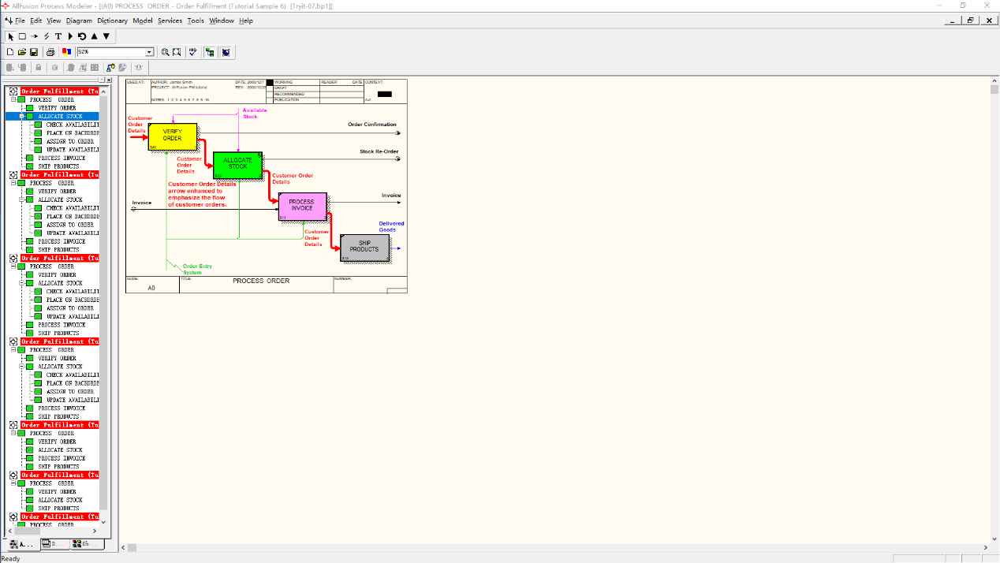 AllFusion Process Modeler - [(A0) PROCESS  ORDER - Order Fulfillment (Tutorial Sample 6)  [Tryit-07.bp1]]
File Edit View Diagram Dictionary Model Services Tools Window Help
52%
Order Fulfillment (Tu
PROCESS  ORDER
VERIFY ORDER
ALLOCATE STOCK
CHECK AVAILABILI
PLACE ON BACKORDE
ASSIGN TO ORDER
UPDATE AVAILABILI
PROCESS INVOICE
SHIP PRODUCTS
Order Fulfillment (Tu
PROCESS  ORDER
VERIFY ORDER
ALLOCATE STOCK
CHECK AVAILABILI
PLACE ON BACKORDE
ASSIGN TO ORDER
UPDATE AVAILABILI
PROCESS INVOICE
SHIP PRODUCTS
Order Fulfillment (Tu
PROCESS  ORDER
VERIFY ORDER
ALLOCATE STOCK
CHECK AVAILABILI
PLACE ON BACKORDE
ASSIGN TO ORDER
UPDATE AVAILABILI
PROCESS INVOICE
SHIP PRODUCTS
Order Fulfillment (Tu
PROCESS  ORDER
VERIFY ORDER
ALLOCATE STOCK
CHECK AVAILABILI
PLACE ON BACKORDE
ASSIGN TO ORDER
UPDATE AVAILABILI
PROCESS INVOICE
SHIP PRODUCTS
Order Fulfillment (Tu
PROCESS  ORDER
VERIFY ORDER
ALLOCATE STOCK
PROCESS INVOICE
SHIP PRODUCTS
Order Fulfillment (Tu
PROCESS  ORDER
VERIFY ORDER
ALLOCATE STOCK
SHIP PRODUCTS
Order Fulfillment (Tu
PROCESS  ORDER
A...
D...
Ob...
USED AT:
AUTHOR: James Smith
DATE: 2000/12/7
PROJECT: AllFusion PM tutorial
NOTES: 1 2 3 4 5 6 7 8 9 10
WORKING
DRAFT
RECOMMENDED
PUBLICATION
READER
DATE
CONTEXT:
A-0
Available
Stock
Customer
Order
Details
VERIFY
ORDER
Order Confirmation
Customer
Order
Details
ALLOCATE
STOCK
Stock Re-Order
Customer Order
Details
Customer Order Details
arrow enhanced to
emphasize the flow
of customer orders.
Invoice
PROCESS
INVOICE
Invoice
Customer
Order
Details
Delivered
Goods
SHIP
PRODUCTS
Order Entry
System
NODE:
A0
TITLE:
PROCESS  ORDER
NUMBER:
Ready